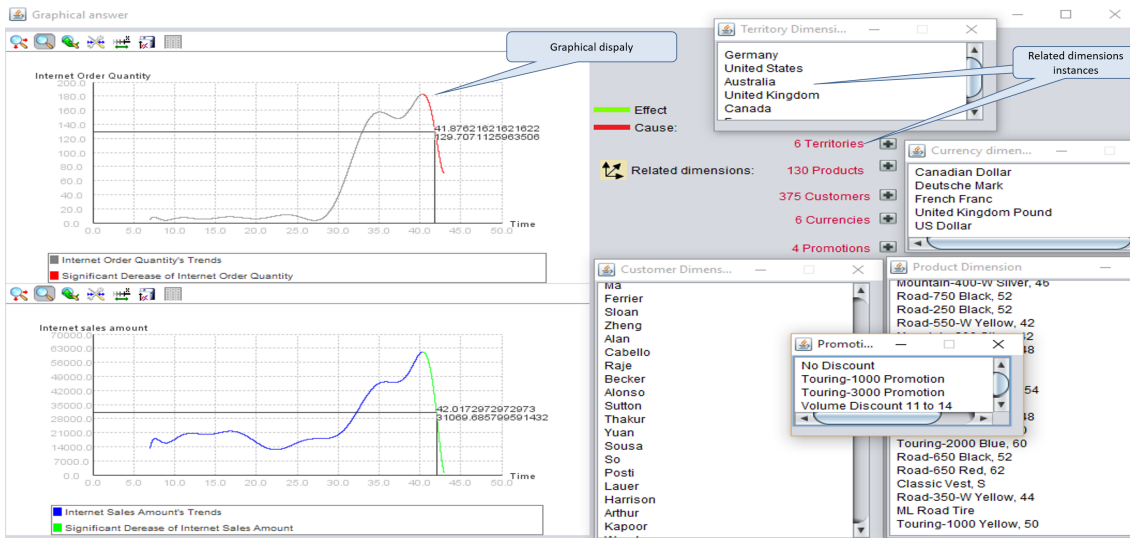 Graphical answer
Graphical dispaly
Internet Order Quantity
200.0
180.0
160.0
140.0
120.0
100.0
80.0
60.0
40.0
20.0
0.0
41.87621621621622
129.7071125963506
0.0 5.0 10.0 15.0 20.0 25.0 30.0 35.0 40.0 45.0 50.0
Time
Internet Order Quantity's Trends
Significant Derease of Internet Order Quantity
Internet sales amount
70000.0
63000.0
56000.0
49000.0
42000.0
35000.0
28000.0
21000.0
14000.0
7000.0
0.0
42.0172972972973
31069.685799591432
0.0 5.0 10.0 15.0 20.0 25.0 30.0 35.0 40.0 45.0 50.0
Time
Internet Sales Amount's Trends
Significant Derease of Internet Sales Amount
Effect
Cause:
Related dimensions:
6 Territories
130 Products
375 Customers
6 Currencies
4 Promotions
Territory Dimensi...
Germany
United States
Australia
United Kingdom
Canada
Related dimensions
instances
Currency dimen...
Canadian Dollar
Deutsche Mark
French Franc
United Kingdom Pound
US Dollar
Customer Dimens...
Ma
Ferrier
Sloan
Zheng
Alan
Cabello
Raje
Becker
Alonso
Sutton
Thakur
Yuan
Sousa
So
Posti
Lauer
Harrison
Arthur
Kapoor
Product Dimension
Mountain-400-W Silver, 46
Road-750 Black, 52
Road-250 Black, 52
Road-550-W Yellow, 42
48
54
48
Touring-2000 Blue, 60
Road-650 Black, 52
Road-650 Red, 62
Classic Vest, S
Road-350-W Yellow, 44
ML Road Tire
Touring-1000 Yellow, 50
Promoti...
No Discount
Touring-1000 Promotion
Touring-3000 Promotion
Volume Discount 11 to 14